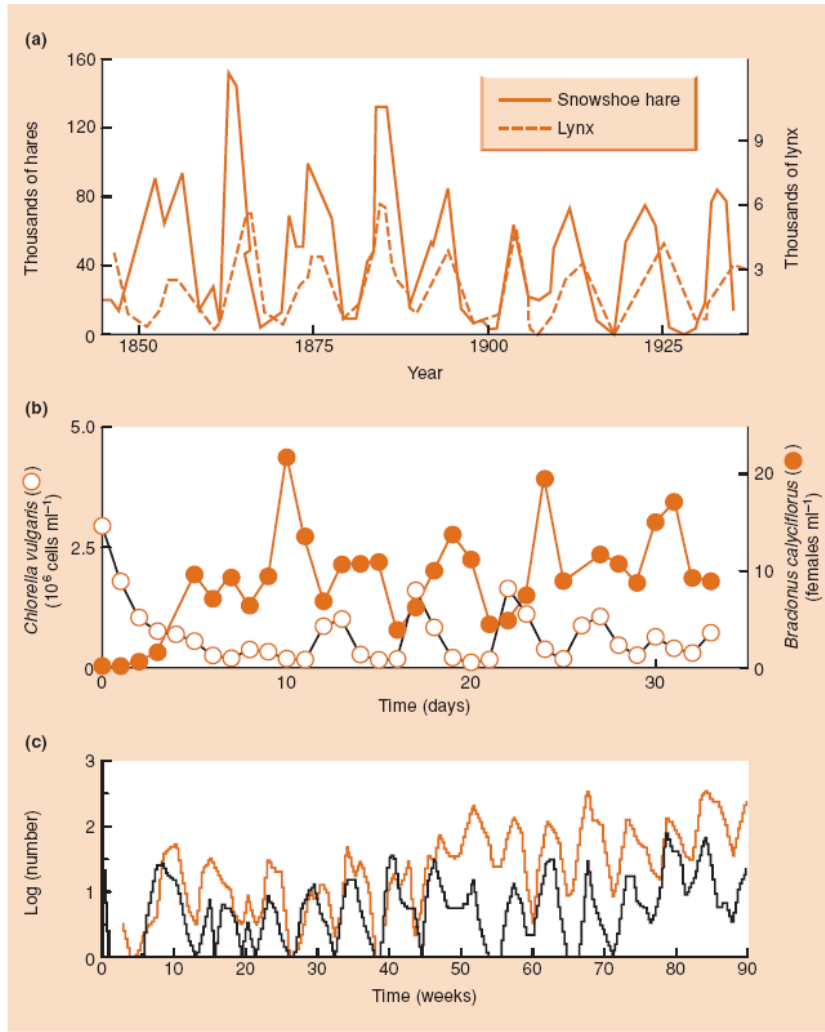 (a)
160
120
80
40
0
Thousands of hares
Snowshoe hare
Lynx
9
6
3
Thousands of lynx
1850
1875
1900
1925
Year
(b)
5.0
2.5
0
Chlorella vulgaris ( )
(10⁶ cells ml⁻¹)
20
10
0
Bradonus calyciflorus ( )
(females ml⁻¹)
0
10
20
30
Time (days)
(c)
3
2
1
0
Log (number)
0
10
20
30
40
50
60
70
80
90
Time (weeks)